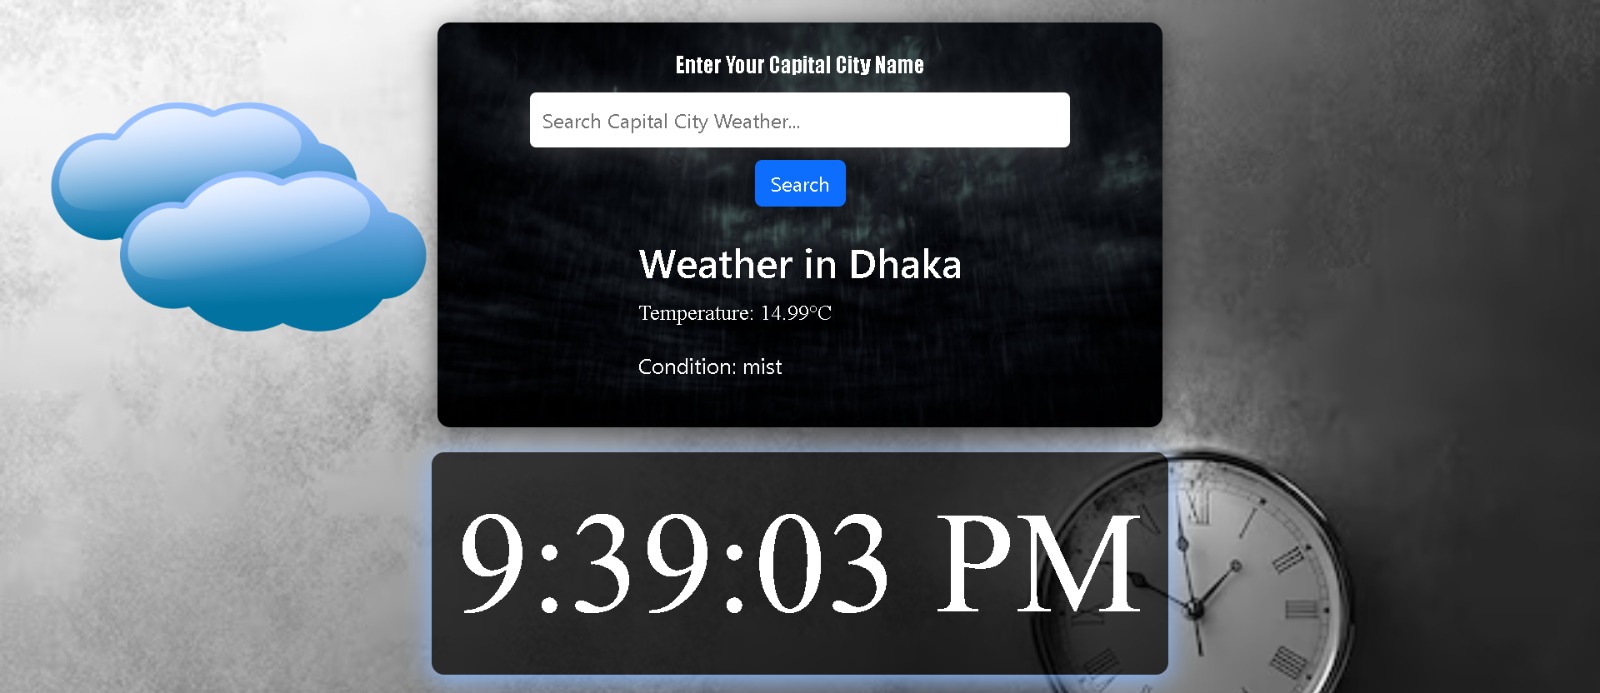 Enter Your Capital City Name
Search Capital City Weather...
Search
Weather in Dhaka
Temperature: 14.99°C
Condition: mist
9:39:03 PM